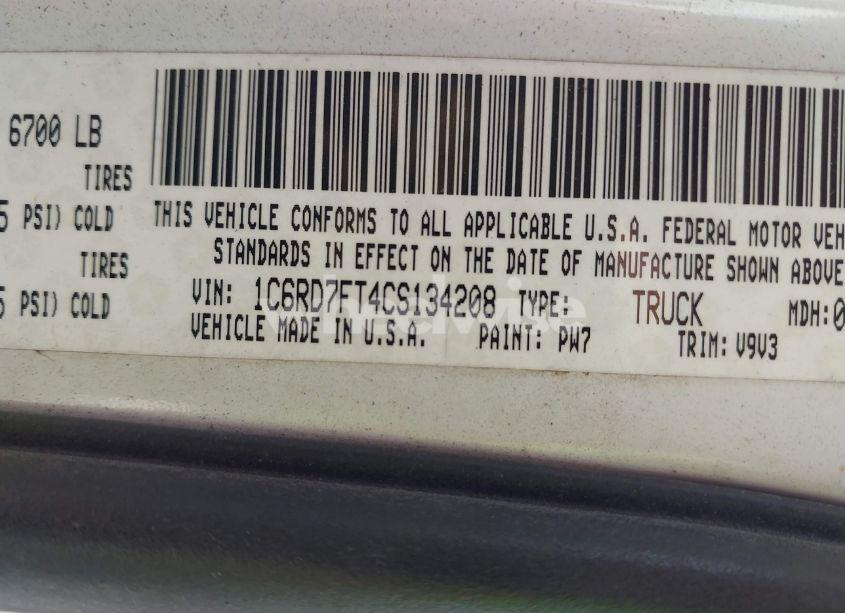 6700 LB
TIRES
5 PSI) COLD
TIRES
5 PSI) COLD
THIS VEHICLE CONFORMS TO ALL APPLICABLE U.S.A. FEDERAL MOTOR VEH
STANDARDS IN EFFECT ON THE DATE OF MANUFACTURE SHOWN ABOVE
VIN: 1C6RD7FT4CS134208 TYPE: TRUCK MDH:0
VEHICLE MADE IN U.S.A. PAINT: PW7 TRIM: V9V3